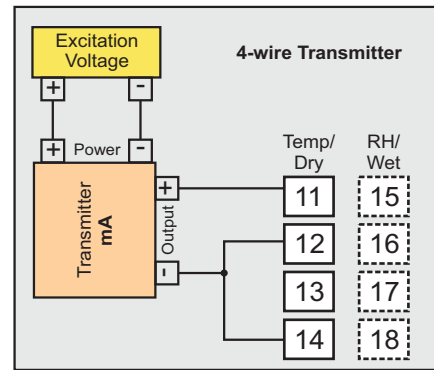 Excitation
Voltage
4-wire Transmitter
+ -
+ Power -
Transmitter
mA
+
Output
-
Temp/
Dry
RH/
Wet
11 15
12 16
13 17
14 18